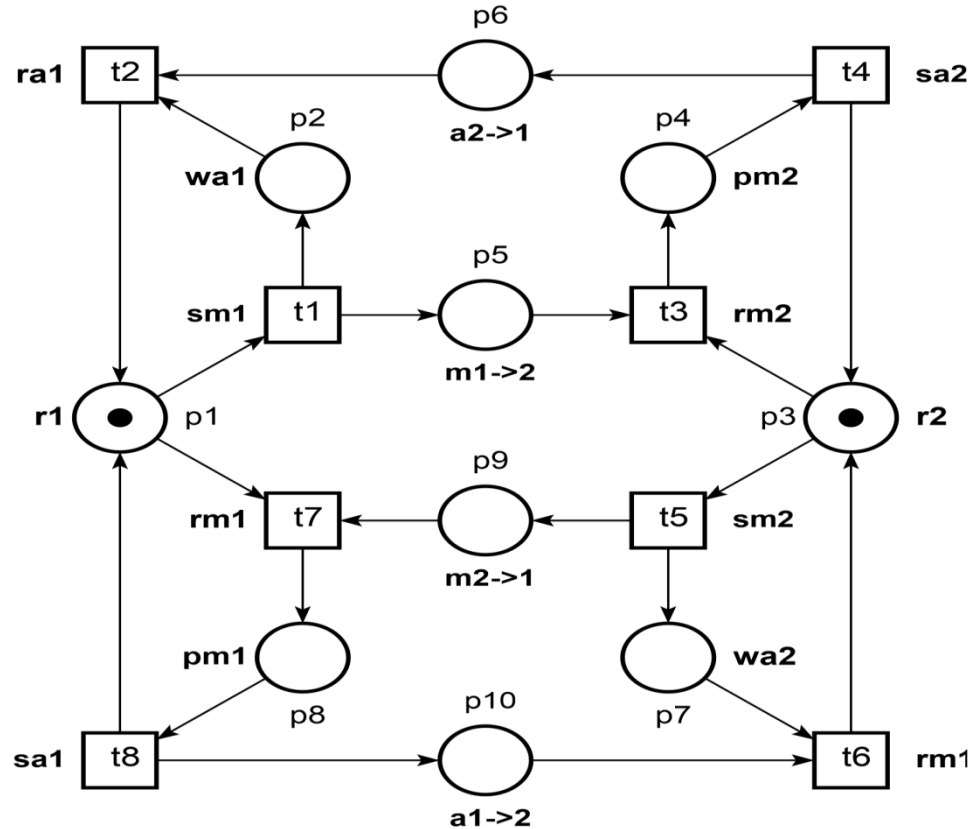 p6
ra1 t2 t4 sa2
p2 p4
a2->1
wa1 pm2
p5
sm1 t1 t3 rm2
m1->2
r1 p1 p3 r2
p9
rm1 t7 t5 sm2
m2->1
pm1 wa2
p10
p8 p7
sa1 t8 t6 rm1
a1->2